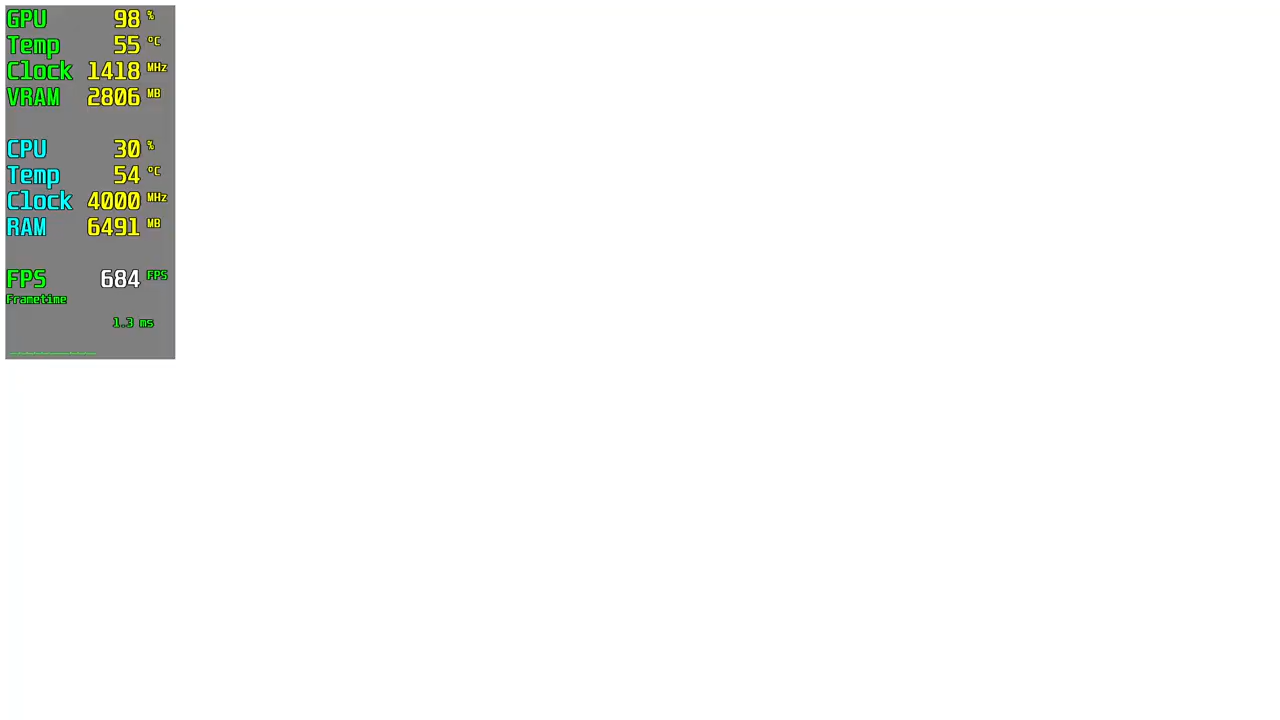 GPU 98 %
Temp 55 °C
Clock 1418 MHz
VRAM 2806 MB
CPU 30 %
Temp 54 °C
Clock 4000 MHz
RAM 6491 MB
FPS 684 FPS
Frametime
1.3 ms